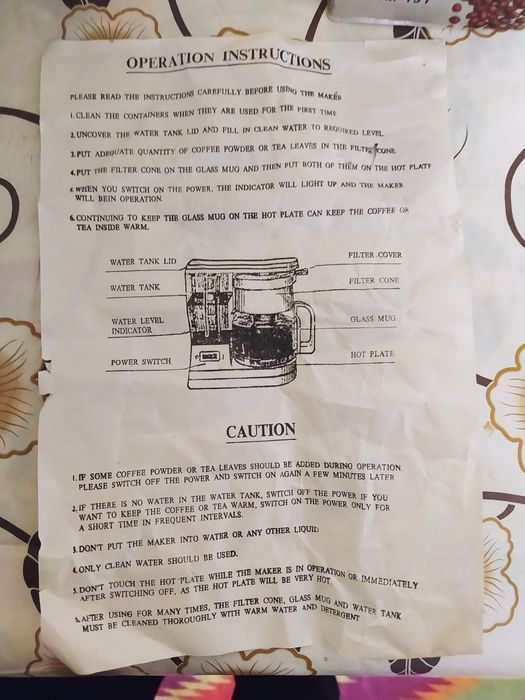 OPERATION INSTRUCTIONS
PLEASE READ THE INSTRUCTIONS CAREFULLY BEFORE USING THE MAKER
1.CLEAN THE CONTAINERS WHEN THEY ARE USED FOR THE FIRST TIME
2.UNCOVER THE WATER TANK LID AND FILL IN CLEAN WATER TO REQUIRED LEVEL
3.PUT ADEQUATE QUANTITY OF COFFEE POWDER OR TEA LEAVES IN THE FILTER CONE
4.PUT THE FILTER CONE ON THE GLASS MUG AND THEN PUT BOTH OF THEM ON THE HOT PLATE
5.WHEN YOU SWITCH ON THE POWER, THE INDICATOR WILL LIGHT UP AND THE MAKER
WILL BEIN OPERATION.
6.CONTINUING TO KEEP THE GLASS MUG ON THE HOT PLATE CAN KEEP THE COFFEE OR
TEA INSIDE WARM.
WATER TANK LID
WATER TANK
WATER LEVEL
INDICATOR
POWER SWITCH
FILTER COVER
FILTER CONE
GLASS MUG
HOT PLATE
CAUTION
1.IF SOME COFFEE POWDER OR TEA LEAVES SHOULD BE ADDED DURING OPERATION
PLEASE SWITCH OFF THE POWER AND SWITCH ON AGAIN A FEW MINUTES LATER
2.IF THERE IS NO WATER IN THE WATER TANK, SWITCH OFF THE POWER IF YOU
WANT TO KEEP THE COFFEE OR TEA WARM, SWITCH ON THE POWER ONLY FOR
A SHORT TIME IN FREQUENT INTERVALS.
3.DON'T PUT THE MAKER INTO WATER OR ANY OTHER LIQUID
4.ONLY CLEAN WATER SHOULD BE USED.
5.DON'T TOUCH THE HOT PLATE WHILE THE MAKER IS IN OPERATION OR IMMEDIATELY
AFTER SWITCHING OFF, AS THE HOT PLATE WILL BE VERY HOT.
6.AFTER USING FOR MANY TIMES, THE FILTER CONE, GLASS MUG AND WATER TANK
MUST BE CLEANED THOROUGHLY WITH WARM WATER AND DETERGENT